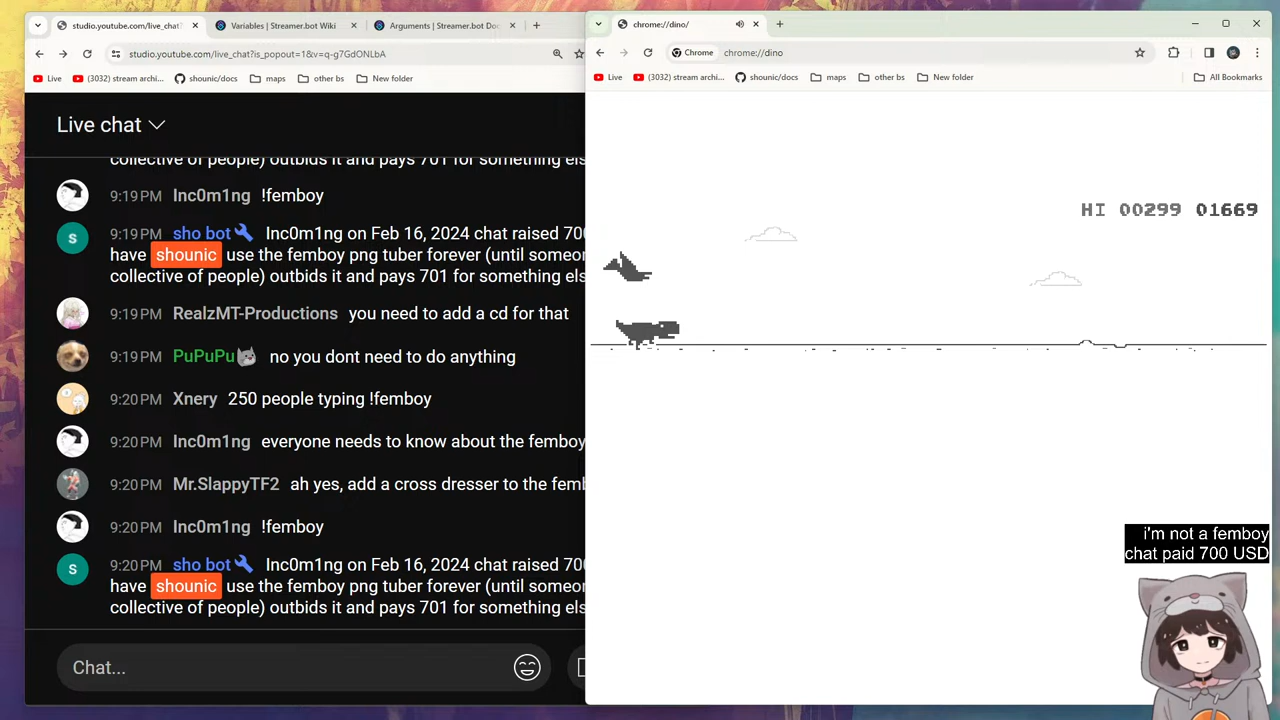 studio.youtube.com/live_chat?
Variables | Streamer.bot Wiki
Arguments | Streamer.bot Doc
studio.youtube.com/live_chat?is_popout=1&v=q-g7GdONLbA
Live
(3032) stream archi...
shounic/docs
maps
other bs
New folder
Live chat
collective of people) outbids it and pays 701 for something els
9:19 PM Inc0m1ng !femboy
S
9:19 PM sho bot Inc0m1ng on Feb 16, 2024 chat raised 700
have shounic use the femboy png tuber forever (until someo
collective of people) outbids it and pays 701 for something els
9:19 PM RealzMT-Productions you need to add a cd for that
9:19 PM PuPuPu no you dont need to do anything
9:20 PM Xnery 250 people typing !femboy
9:20 PM Inc0m1ng everyone needs to know about the femboy
9:20 PM Mr.SlappyTF2 ah yes, add a cross dresser to the femb
9:20 PM Inc0m1ng !femboy
S
9:20 PM sho bot Inc0m1ng on Feb 16, 2024 chat raised 700
have shounic use the femboy png tuber forever (until someo
collective of people) outbids it and pays 701 for something els
Chat...
chrome://dino/
Chrome chrome://dino
Live
(3032) stream archi...
shounic/docs
maps
other bs
New folder
All Bookmarks
HI 00299 01669
i'm not a femboy
chat paid 700 USD